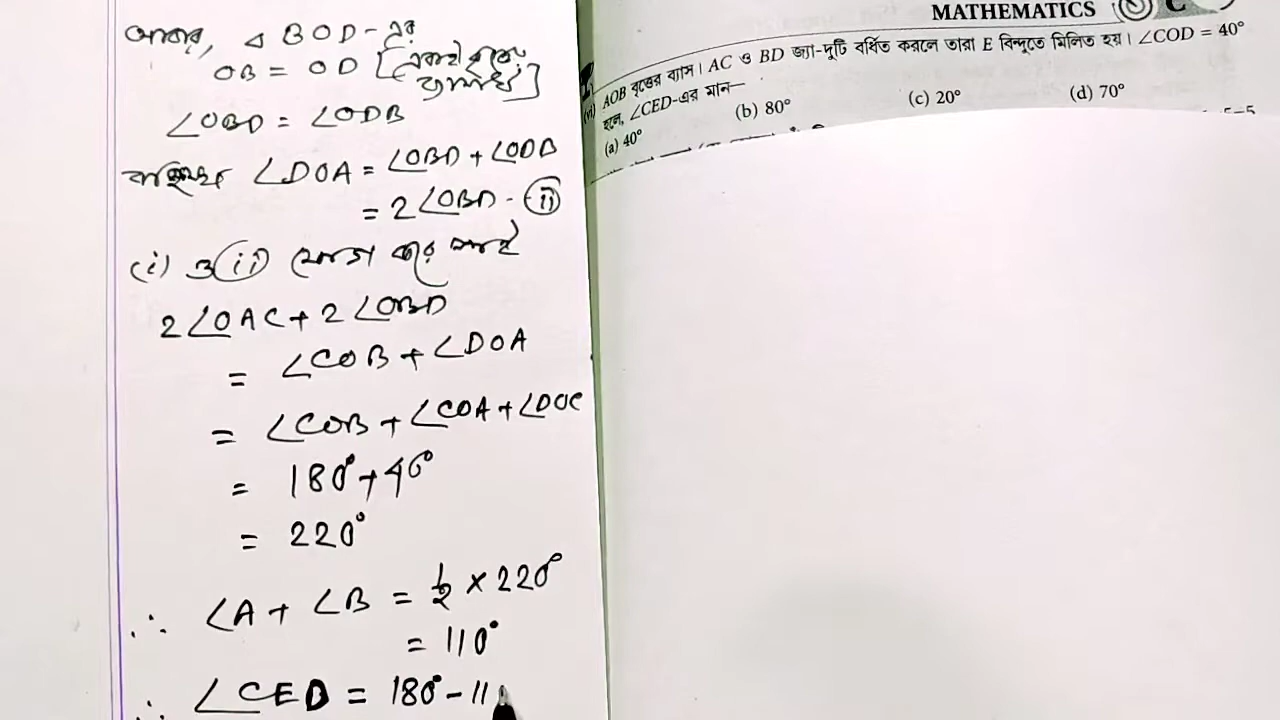 আবার, △ BOD-এর
OB = OD [একই বৃত্তের
ব্যাসার্ধ]
∠OBD = ∠ODB
বহিঃস্থ ∠DOA = ∠OBD + ∠ODB
= 2∠OBD - (ii)
(i) ও (ii) যোগ করে পাই
2∠OAC + 2∠OBD
= ∠COB + ∠DOA
= ∠COB + ∠COA + ∠DOC
= 180° + 40°
= 220°
∴ ∠A + ∠B = 1/2 × 220°
= 110°
∴ ∠CED = 180° - 11
MATHEMATICS C
(vi) AOB বৃত্তের ব্যাস। AC ও BD জ্যা-দুটি বর্ধিত করলে তারা E বিন্দুতে মিলিত হয়। ∠COD = 40°
হলে, ∠CED-এর মান—
(a) 40° (b) 80° (c) 20° (d) 70°